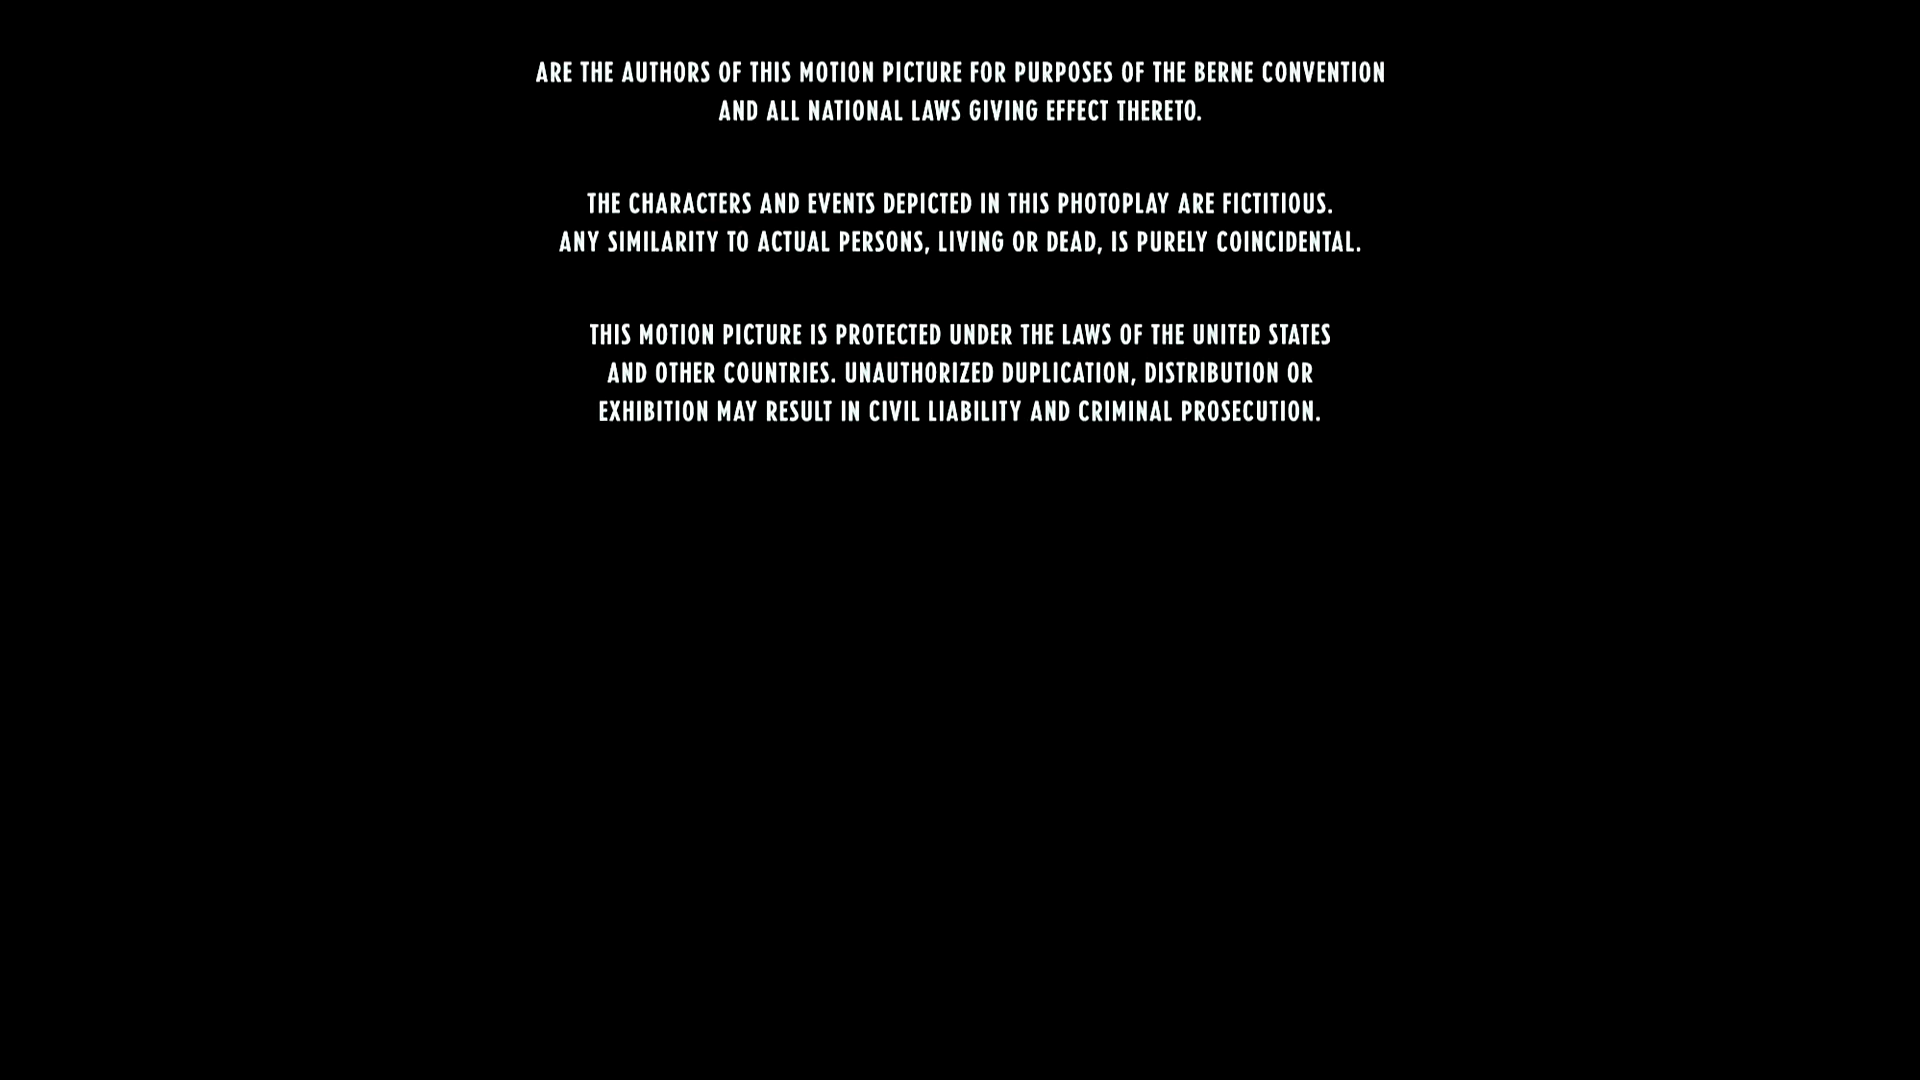 ARE THE AUTHORS OF THIS MOTION PICTURE FOR PURPOSES OF THE BERNE CONVENTION
AND ALL NATIONAL LAWS GIVING EFFECT THERETO.
THE CHARACTERS AND EVENTS DEPICTED IN THIS PHOTOPLAY ARE FICTITIOUS.
ANY SIMILARITY TO ACTUAL PERSONS, LIVING OR DEAD, IS PURELY COINCIDENTAL.
THIS MOTION PICTURE IS PROTECTED UNDER THE LAWS OF THE UNITED STATES
AND OTHER COUNTRIES. UNAUTHORIZED DUPLICATION, DISTRIBUTION OR
EXHIBITION MAY RESULT IN CIVIL LIABILITY AND CRIMINAL PROSECUTION.